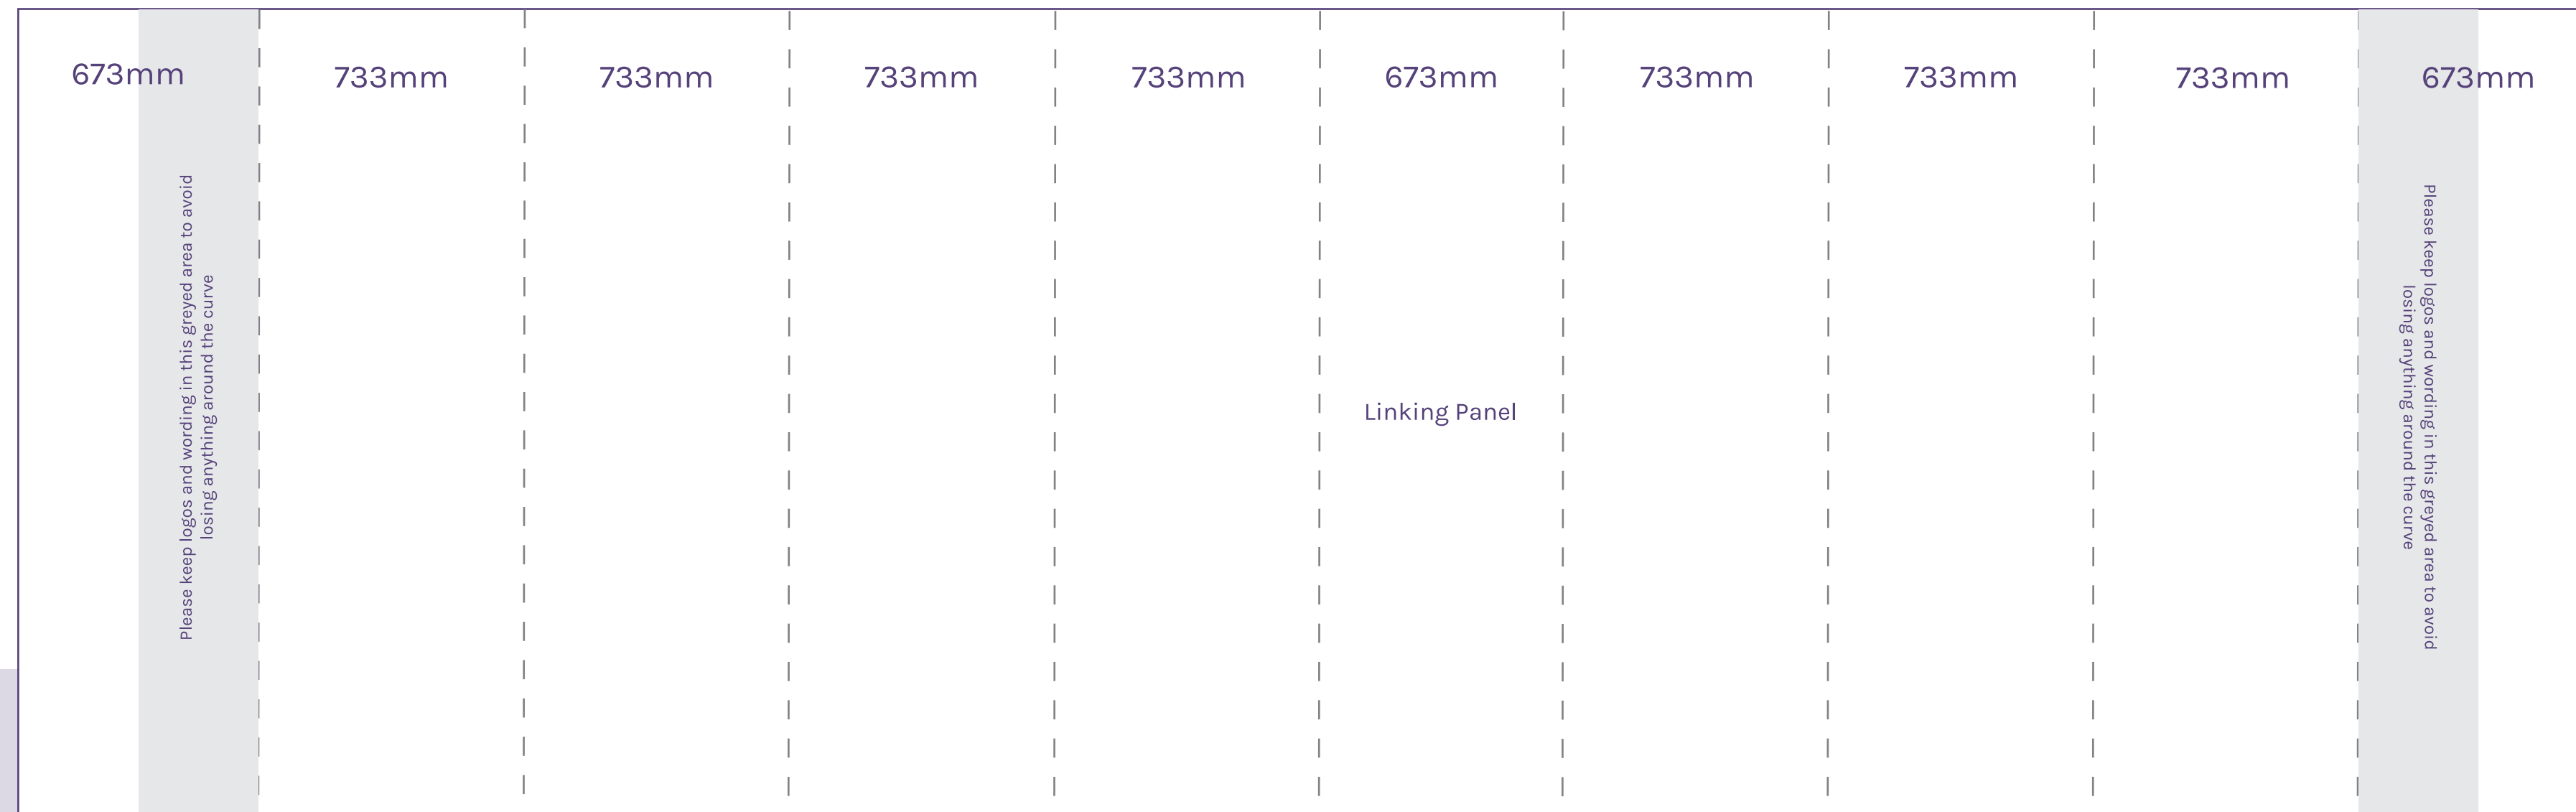 673mm
733mm
733mm
733mm
733mm
673mm
733mm
733mm
733mm
673mm
Please keep logos and wording in this greyed area to avoid
losing anything around the curve
Linking Panel
Please keep logos and wording in this greyed area to avoid
losing anything around the curve